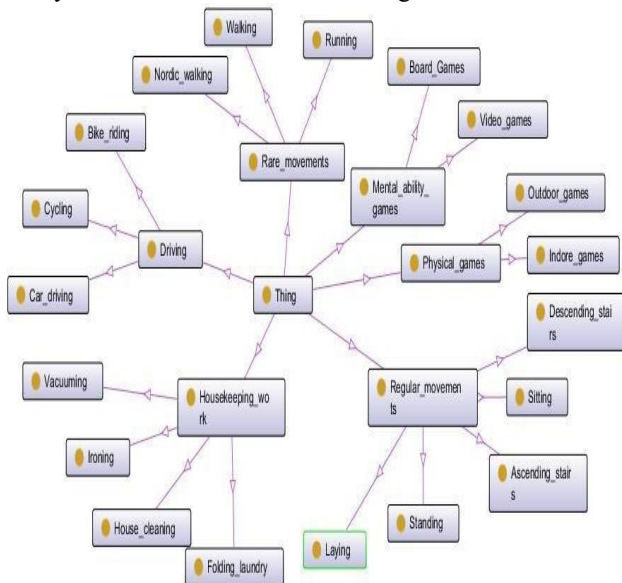 Walking
Running
Nordic_walking
Board_Games
Video_games
Bike_riding
Rare_movements
Mental_ability_
games
Outdoor_games
Cycling
Driving
Physical_games
Indore_games
Car_driving
Thing
Descending_stai
rs
Vacuuming
Housekeeping_wo
rk
Regular_movemen
ts
Sitting
Ironing
Ascending_stair
s
House_cleaning
Standing
Laying
Folding_laundry